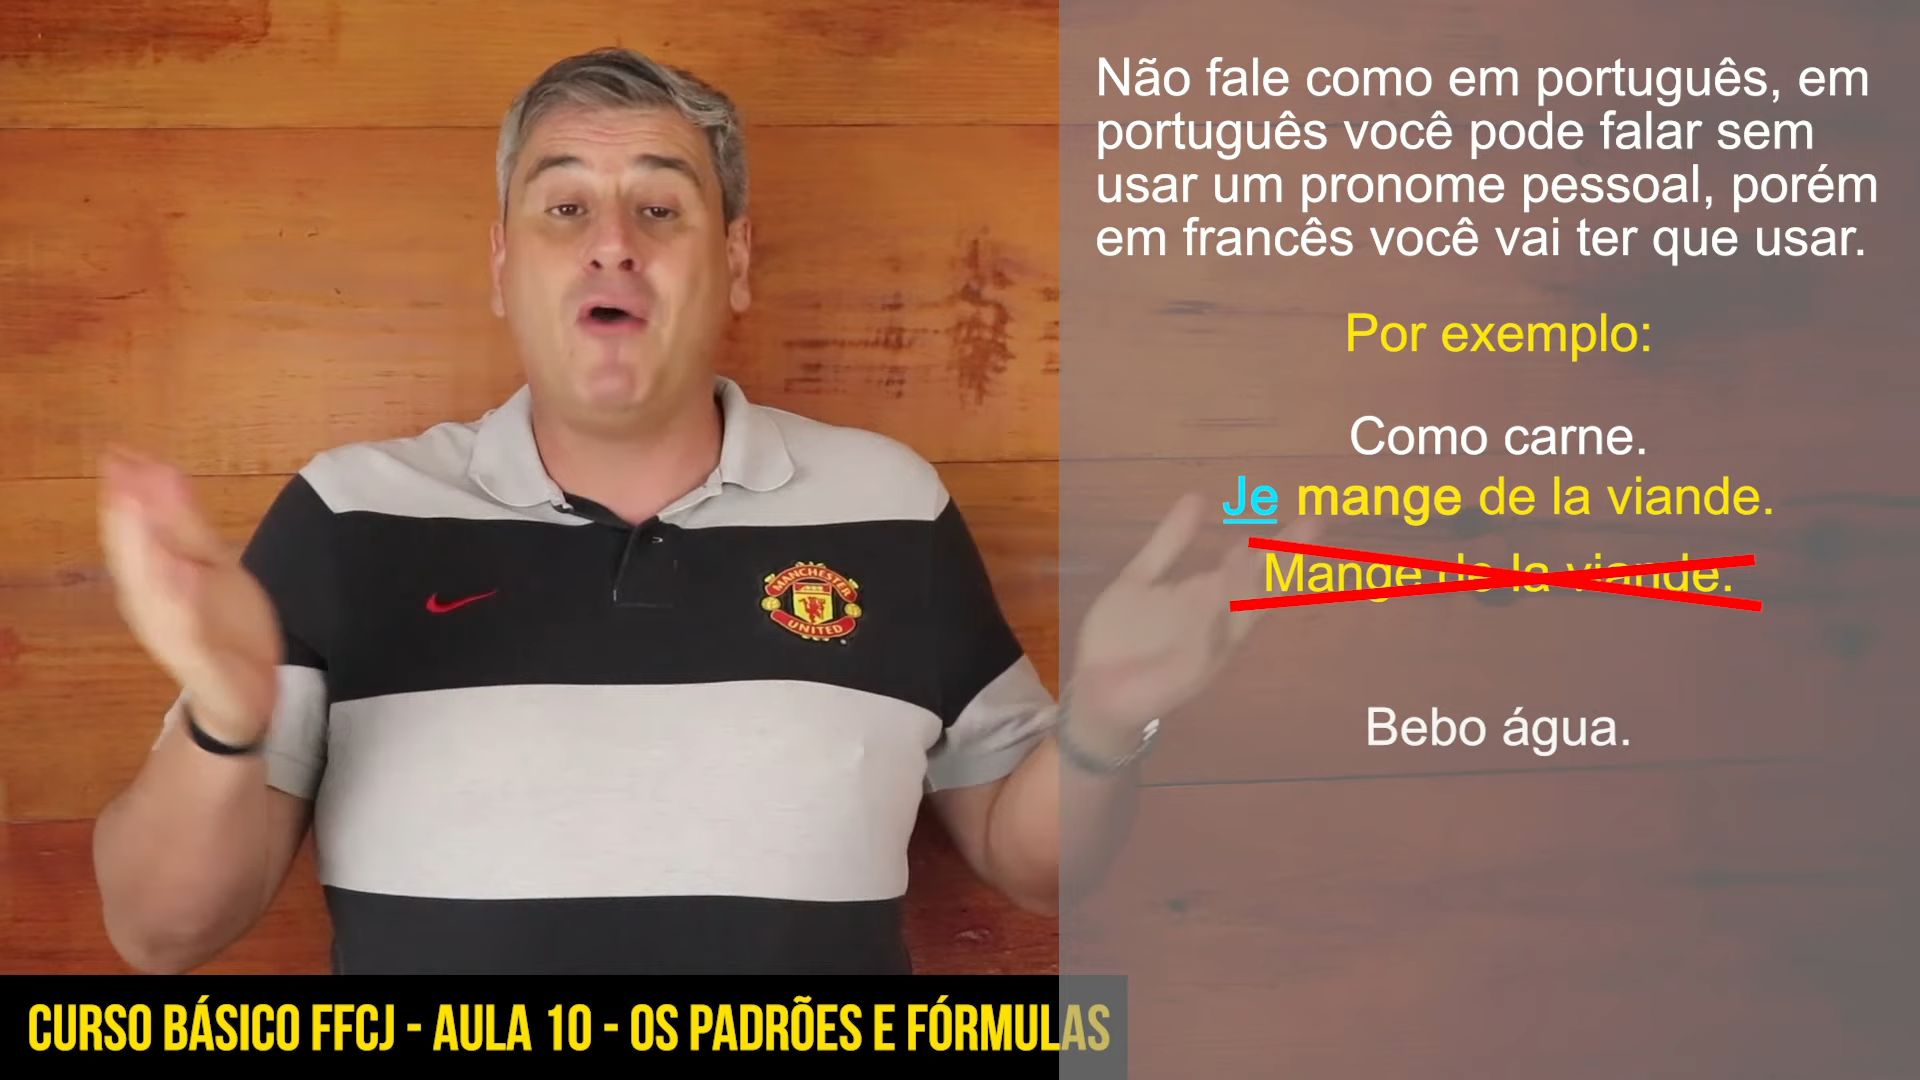 Não fale como em português, em
português você pode falar sem
usar um pronome pessoal, porém
em francês você vai ter que usar.
Por exemplo:
Como carne.
Je mange de la viande.
Mange de la viande.
Bebo água.
MANCHESTER
UNITED
CURSO BÁSICO FFCJ - AULA 10 - OS PADRÕES E FÓRMULAS